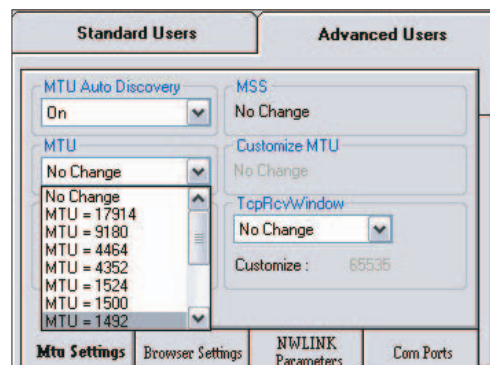 Standard Users
Advanced Users
MTU Auto Discovery
On
MSS
No Change
MTU
No Change
Customize MTU
No Change
No Change
MTU = 17914
MTU = 9180
MTU = 4464
MTU = 4352
MTU = 1524
MTU = 1500
MTU = 1492
TcpRcvWindow
No Change
Customize :
65535
Mtu Settings
Browser Settings
NWLINK
Parameters
Com Ports